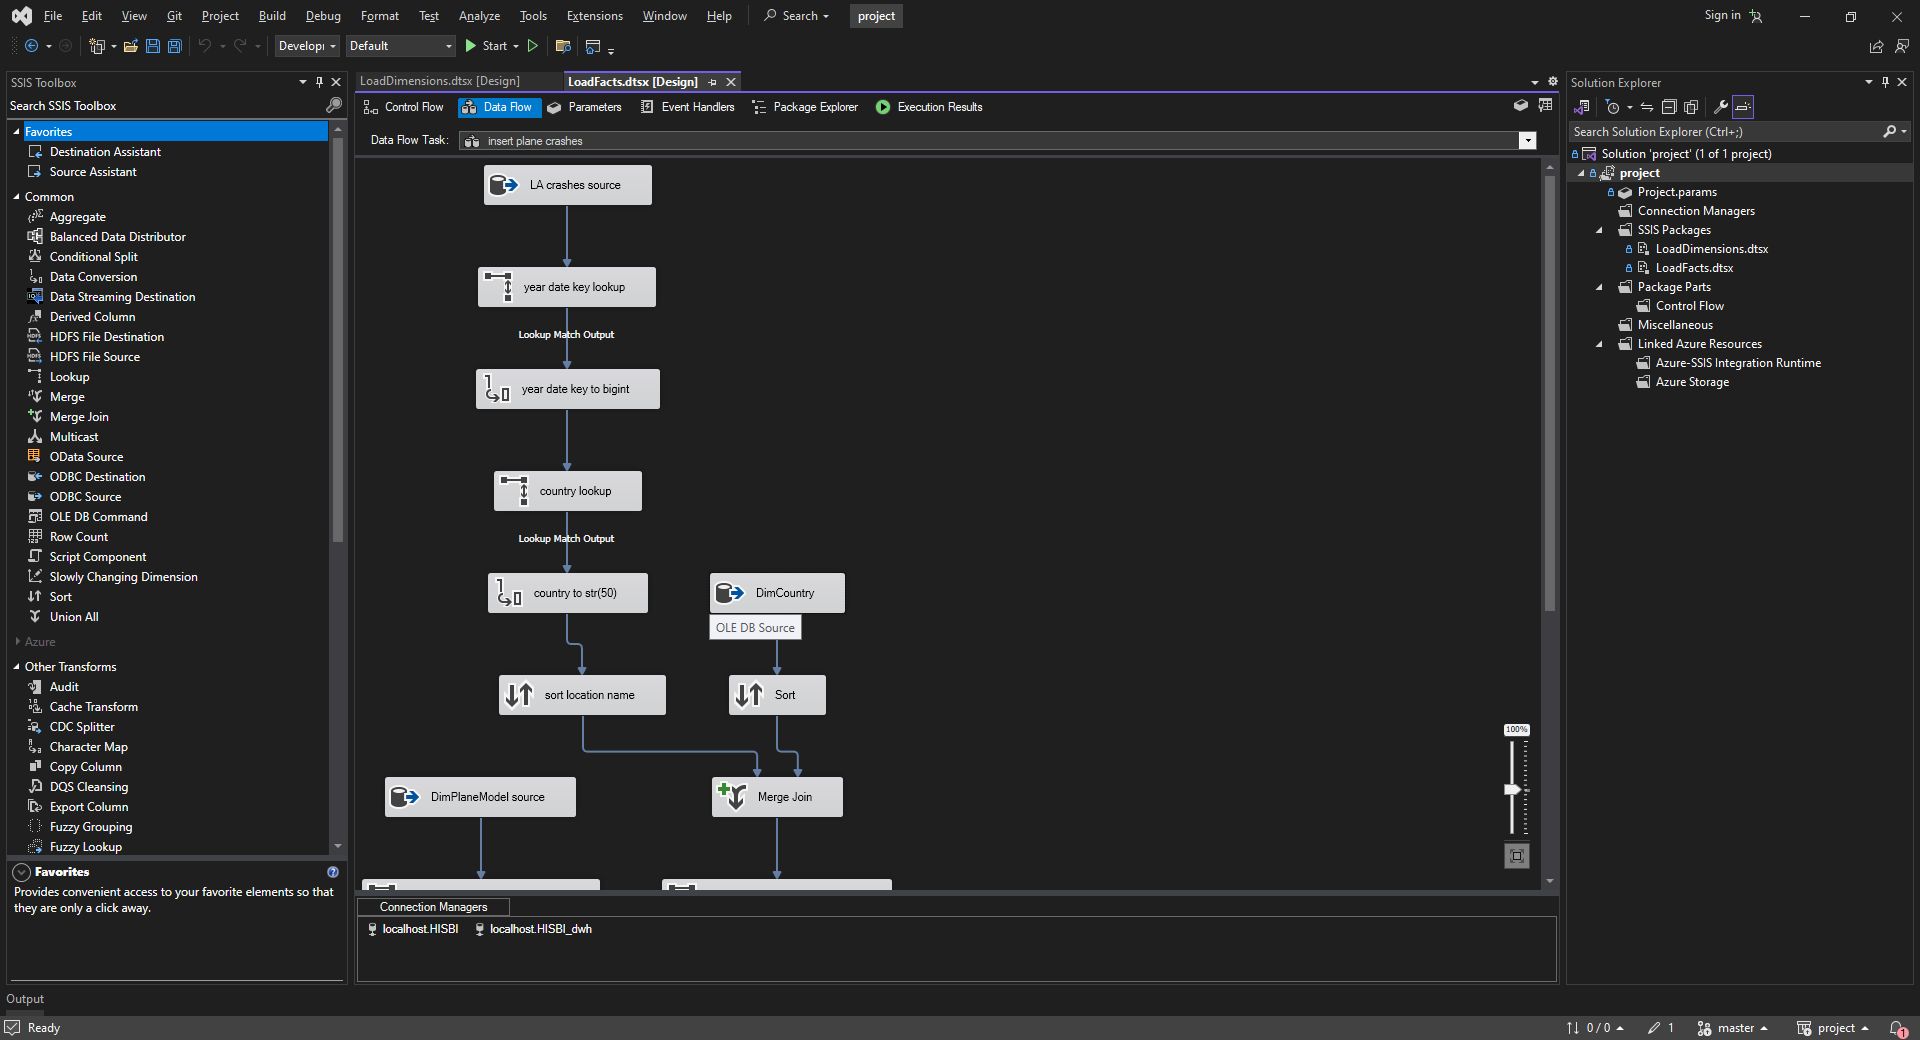 File Edit View Git Project Build Debug Format Test Analyze Tools Extensions Window Help Search project Sign in
Developi Default Start
SSIS Toolbox
Search SSIS Toolbox
Favorites
Destination Assistant
Source Assistant
Common
Aggregate
Balanced Data Distributor
Conditional Split
Data Conversion
Data Streaming Destination
Derived Column
HDFS File Destination
HDFS File Source
Lookup
Merge
Merge Join
Multicast
OData Source
ODBC Destination
ODBC Source
OLE DB Command
Row Count
Script Component
Slowly Changing Dimension
Sort
Union All
Azure
Other Transforms
Audit
Cache Transform
CDC Splitter
Character Map
Copy Column
DQS Cleansing
Export Column
Fuzzy Grouping
Fuzzy Lookup
Favorites
Provides convenient access to your favorite elements so that
they are only a click away.
LoadDimensions.dtsx [Design] LoadFacts.dtsx [Design]
Control Flow Data Flow Parameters Event Handlers Package Explorer Execution Results
Data Flow Task: insert plane crashes
LA crashes source
year date key lookup
Lookup Match Output
year date key to bigint
country lookup
Lookup Match Output
country to str(50) DimCountry
OLE DB Source
sort location name Sort
100%
DimPlaneModel source Merge Join
Connection Managers
localhost.HISBI localhost.HISBI_dwh
Solution Explorer
Search Solution Explorer (Ctrl+;)
Solution 'project' (1 of 1 project)
project
Project.params
Connection Managers
SSIS Packages
LoadDimensions.dtsx
LoadFacts.dtsx
Package Parts
Control Flow
Miscellaneous
Linked Azure Resources
Azure-SSIS Integration Runtime
Azure Storage
Output
Ready 0 / 0 1 master project 1